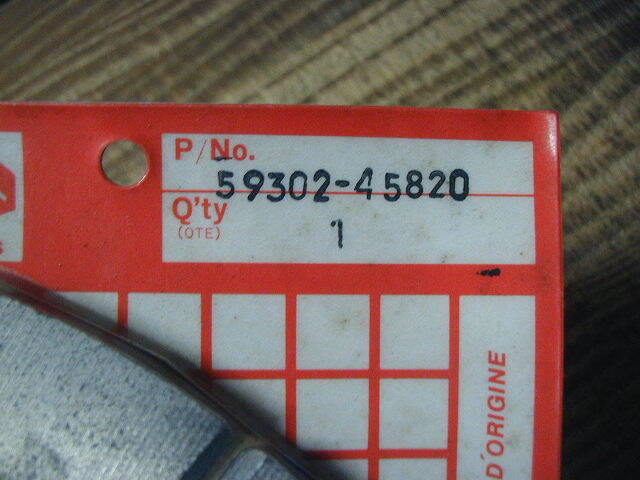 P/No.
59302-45820
Q'ty
(QTE)
1
D'ORIGINE